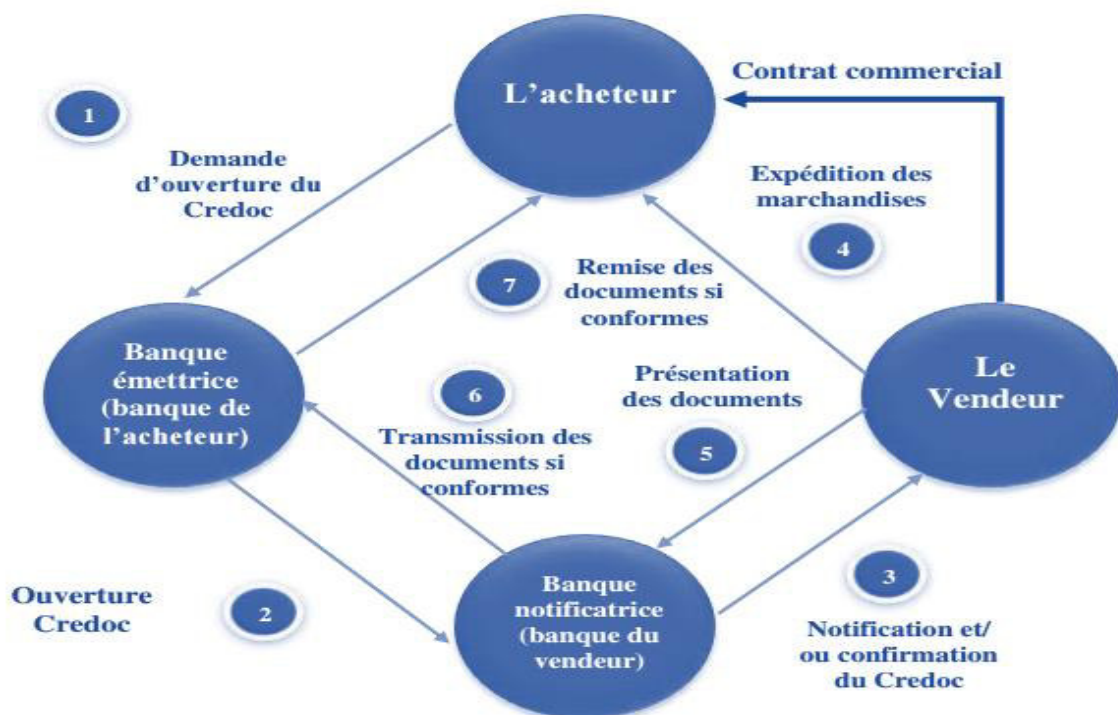 L'acheteur
Contrat commercial
1
Demande
d'ouverture du
Credoc
Expédition des
marchandises
4
7
Remise des
documents si
conformes
Banque
émettrice
(banque de
l'acheteur)
6
Présentation
des documents
Le
Vendeur
Transmission des
documents si
conformes
5
Ouverture
Credoc
2
Banque
notificatrice
(banque du
vendeur)
3
Notification et/
ou confirmation
du Credoc